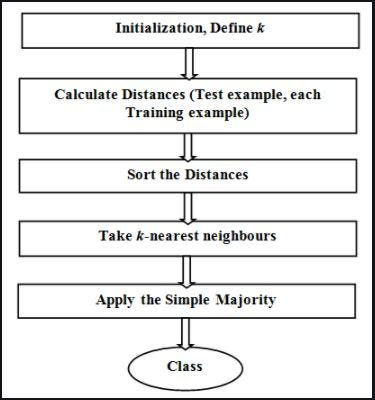 Initialization, Define k
Calculate Distances (Test example, each
Training example)
Sort the Distances
Take k-nearest neighbours
Apply the Simple Majority
Class